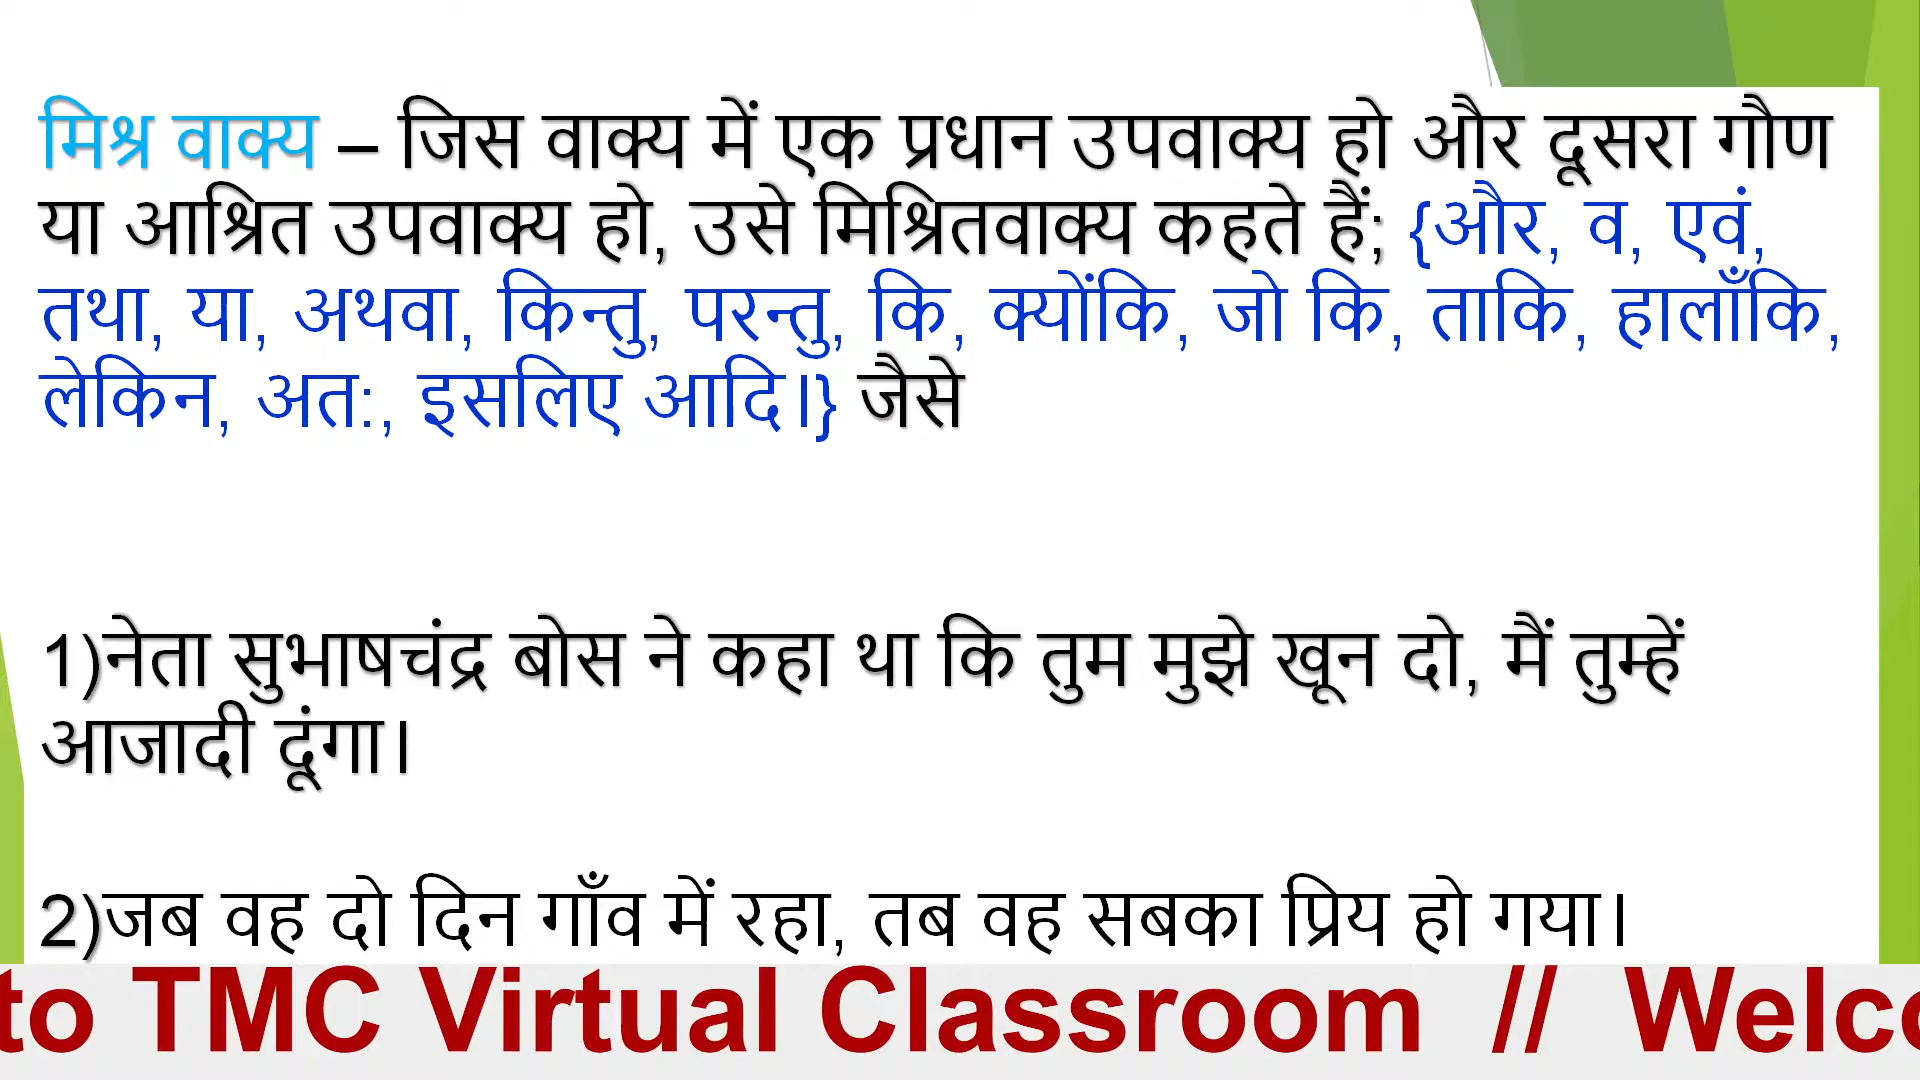 मिश्र वाक्य – जिस वाक्य में एक प्रधान उपवाक्य हो और दूसरा गौण
या आश्रित उपवाक्य हो, उसे मिश्रितवाक्य कहते हैं; {और, व, एवं,
तथा, या, अथवा, किन्तु, परन्तु, कि, क्योंकि, जो कि, ताकि, हालाँकि,
लेकिन, अत:, इसलिए आदि।} जैसे
1)नेता सुभाषचंद्र बोस ने कहा था कि तुम मुझे खून दो, मैं तुम्हें
आजादी दूंगा।
2)जब वह दो दिन गाँव में रहा, तब वह सबका प्रिय हो गया।
to TMC Virtual Classroom // Welco